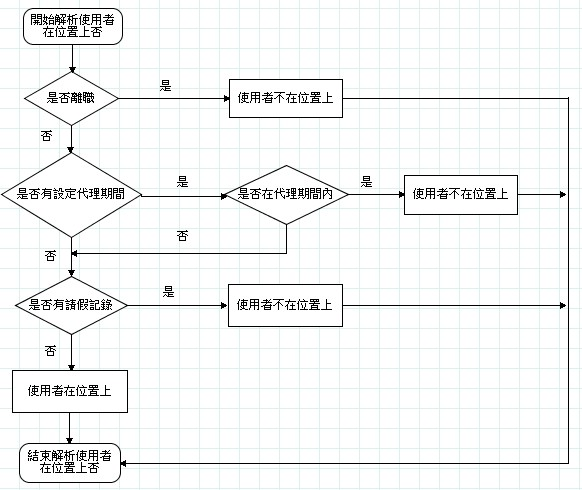 開始解析使用者
在位置上否
是否離職
是
使用者不在位置上
否
是否有設定代理期間
是
是否在代理期間內
是
使用者不在位置上
否
否
是否有請假記錄
是
使用者不在位置上
否
使用者在位置上
結束解析使用者
在位置上否